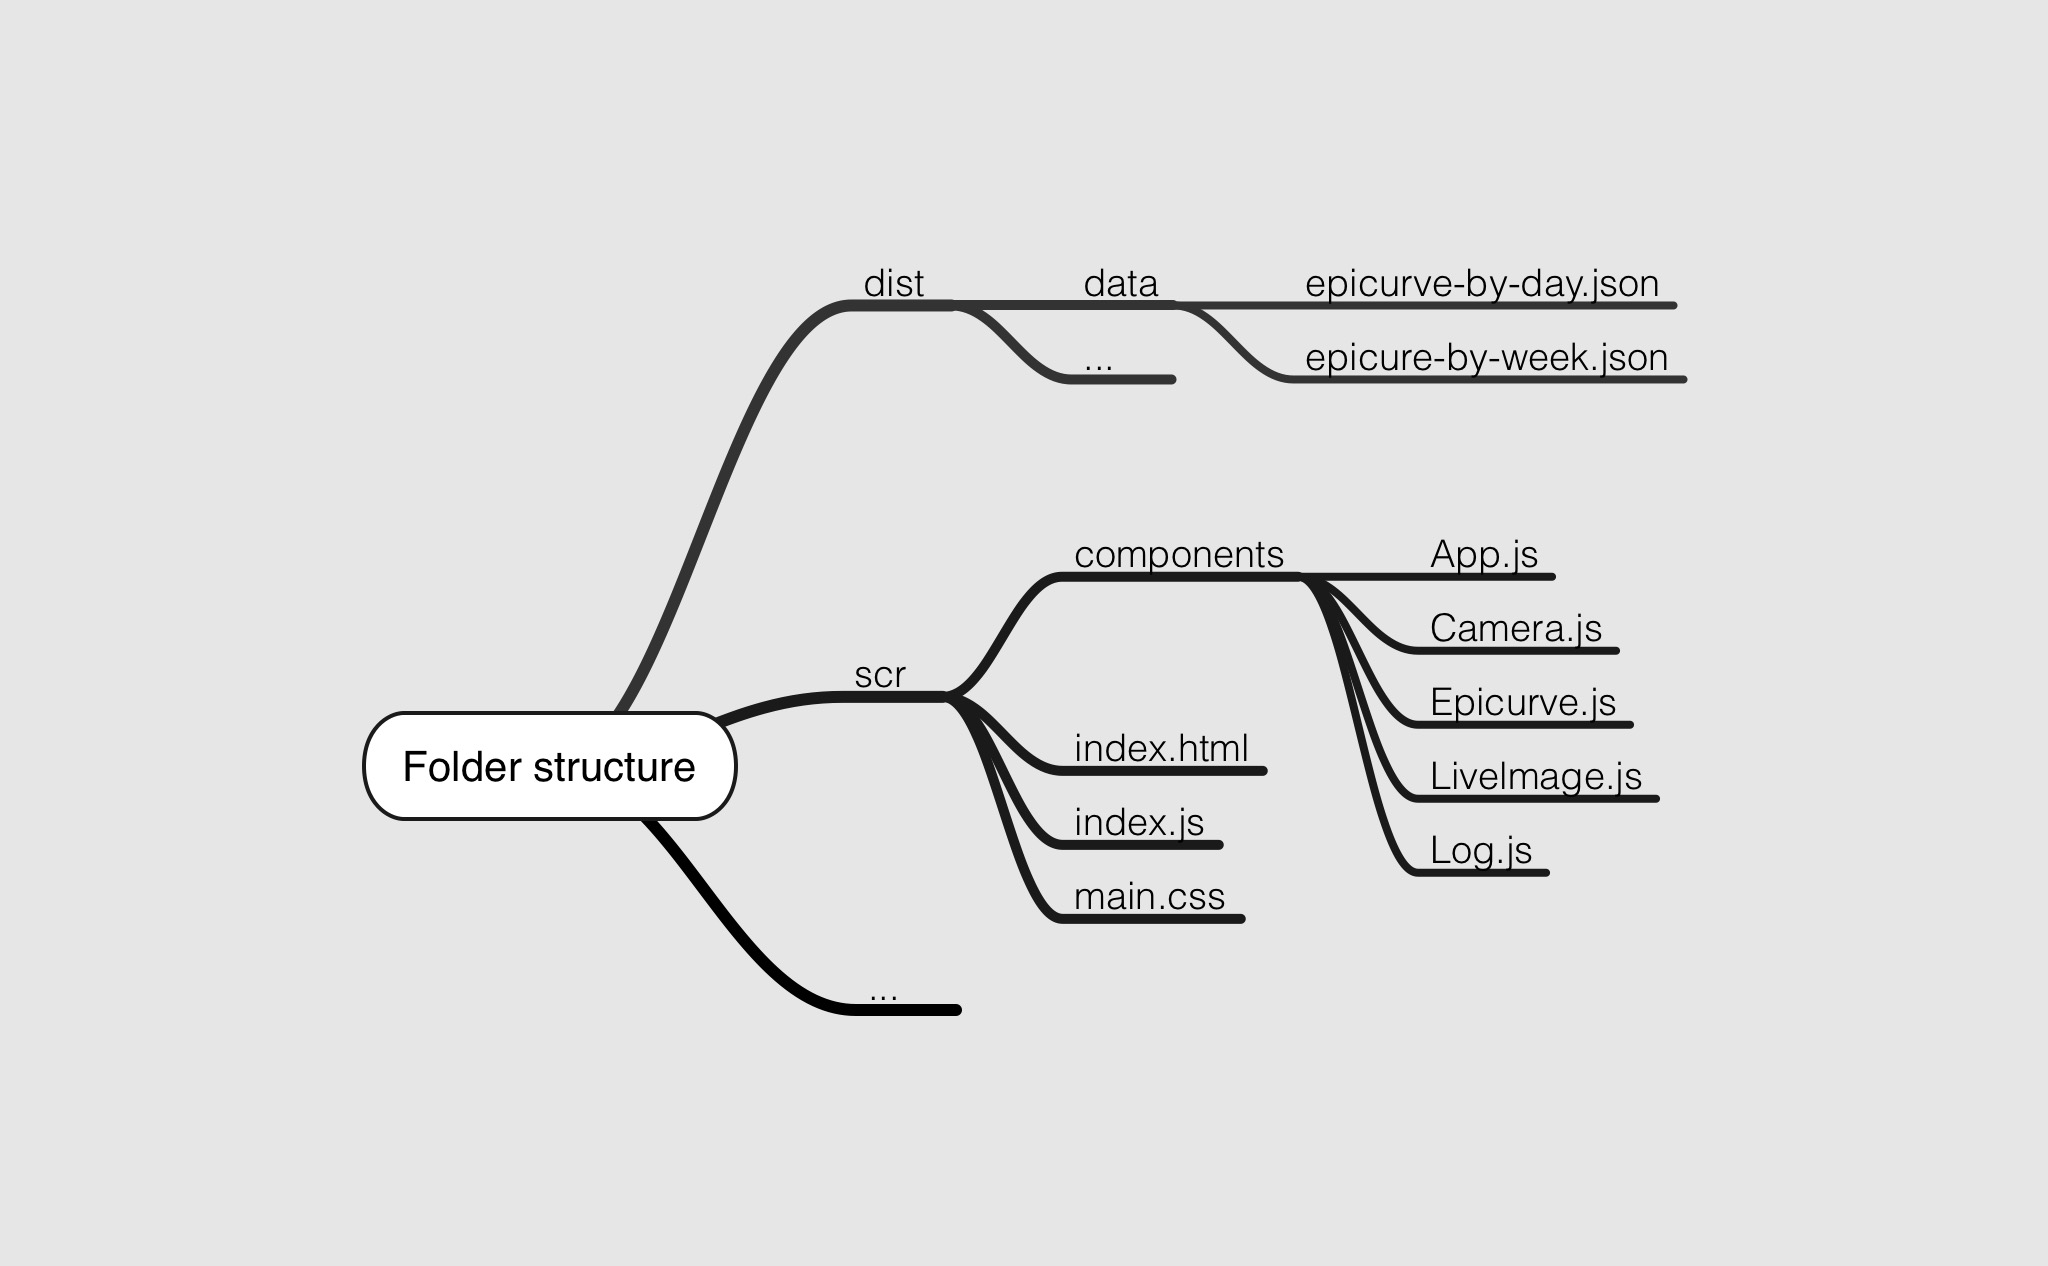 Folder structure
dist
data
epicurve-by-day.json
epicure-by-week.json
...
scr
components
App.js
Camera.js
Epicurve.js
LiveImage.js
Log.js
index.html
index.js
main.css
...